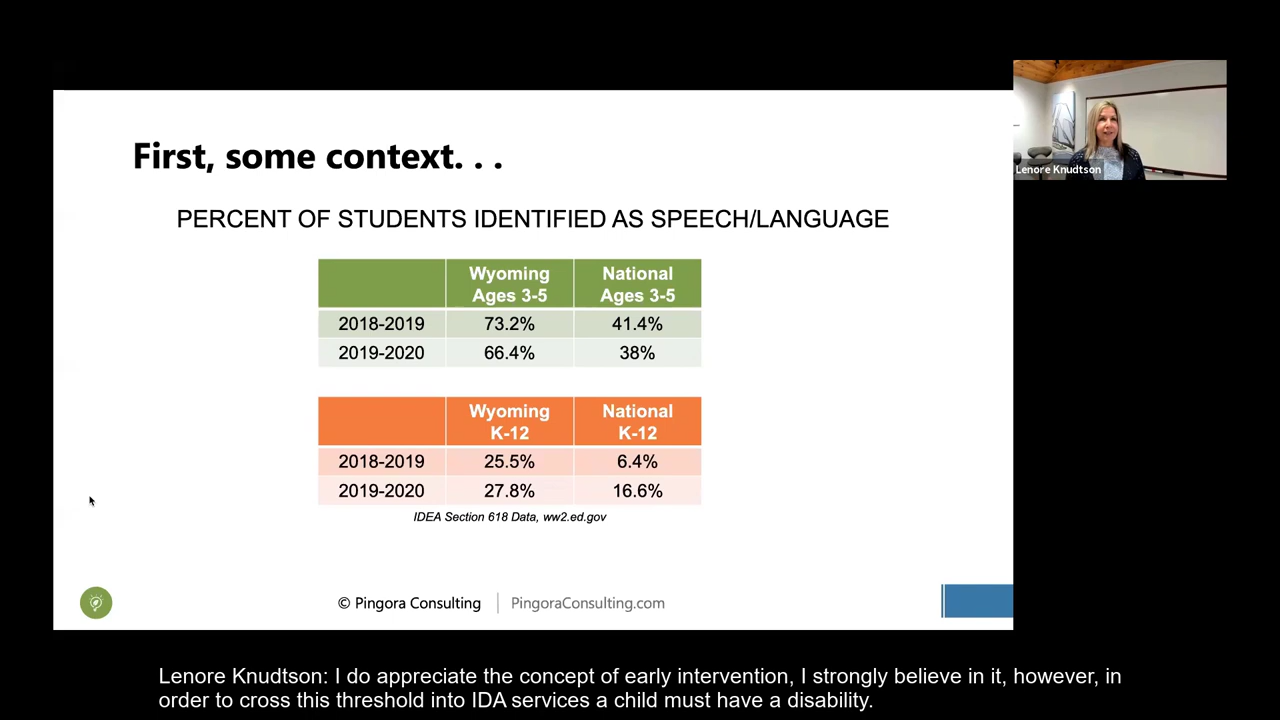 First, some context. . .
PERCENT OF STUDENTS IDENTIFIED AS SPEECH/LANGUAGE
Wyoming National
Ages 3-5 Ages 3-5
2018-2019 73.2% 41.4%
2019-2020 66.4% 38%
Wyoming National
K-12 K-12
2018-2019 25.5% 6.4%
2019-2020 27.8% 16.6%
IDEA Section 618 Data, ww2.ed.gov
© Pingora Consulting PingoraConsulting.com
Lenore Knudtson
Lenore Knudtson: I do appreciate the concept of early intervention, I strongly believe in it, however, in
order to cross this threshold into IDA services a child must have a disability.